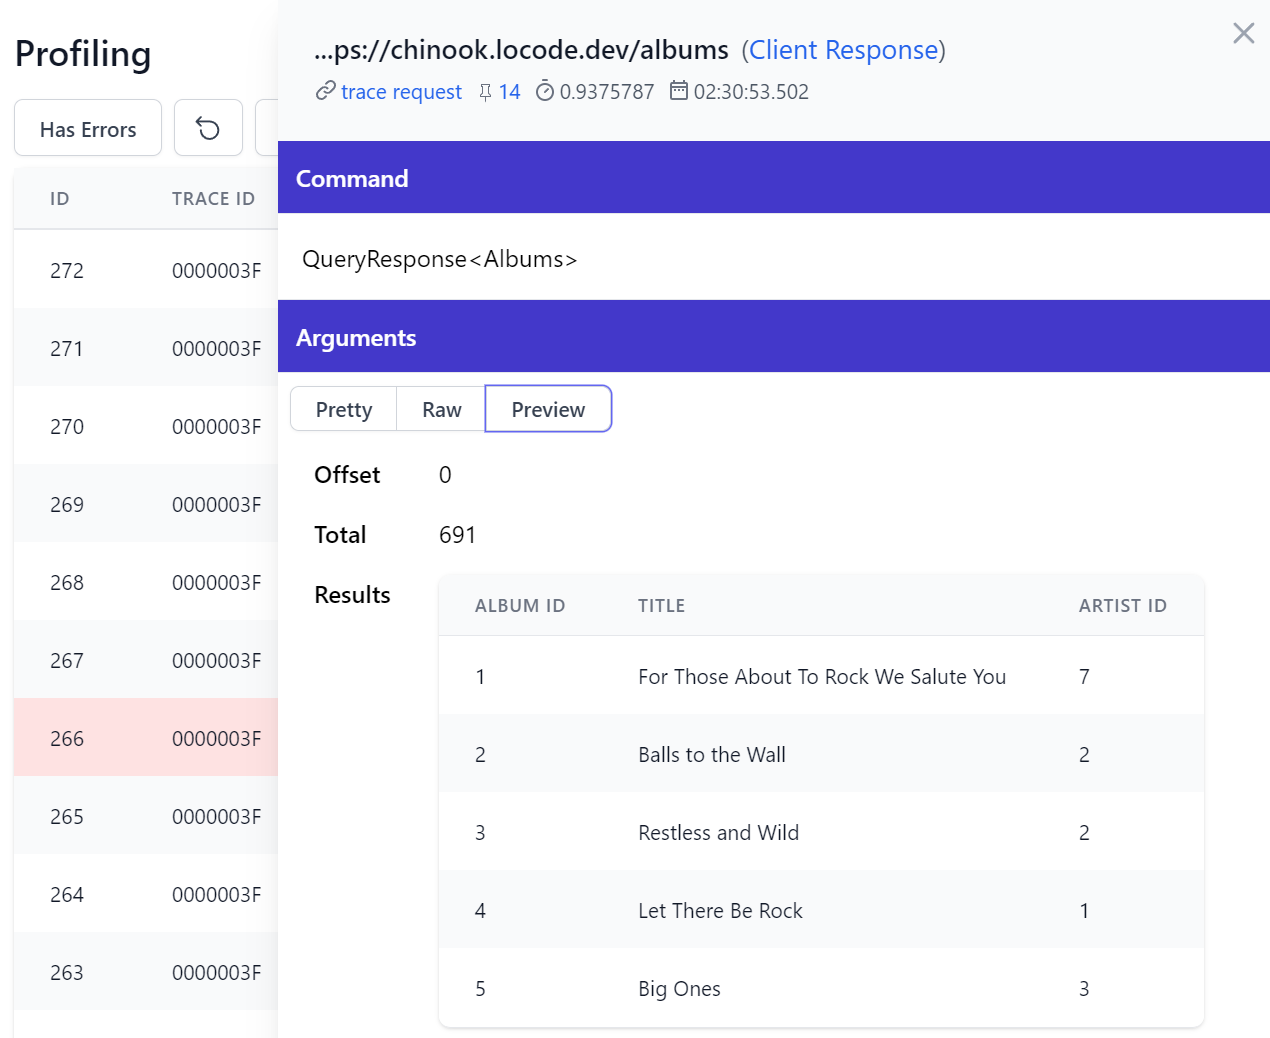 Profiling
Has Errors
ID TRACE ID
272 0000003F
271 0000003F
270 0000003F
269 0000003F
268 0000003F
267 0000003F
266 0000003F
265 0000003F
264 0000003F
263 0000003F
...ps://chinook.locode.dev/albums (Client Response)
trace request 14 0.9375787 02:30:53.502
Command
QueryResponse<Albums>
Arguments
Pretty Raw Preview
Offset 0
Total 691
Results
ALBUM ID TITLE ARTIST ID
1 For Those About To Rock We Salute You 7
2 Balls to the Wall 2
3 Restless and Wild 2
4 Let There Be Rock 1
5 Big Ones 3